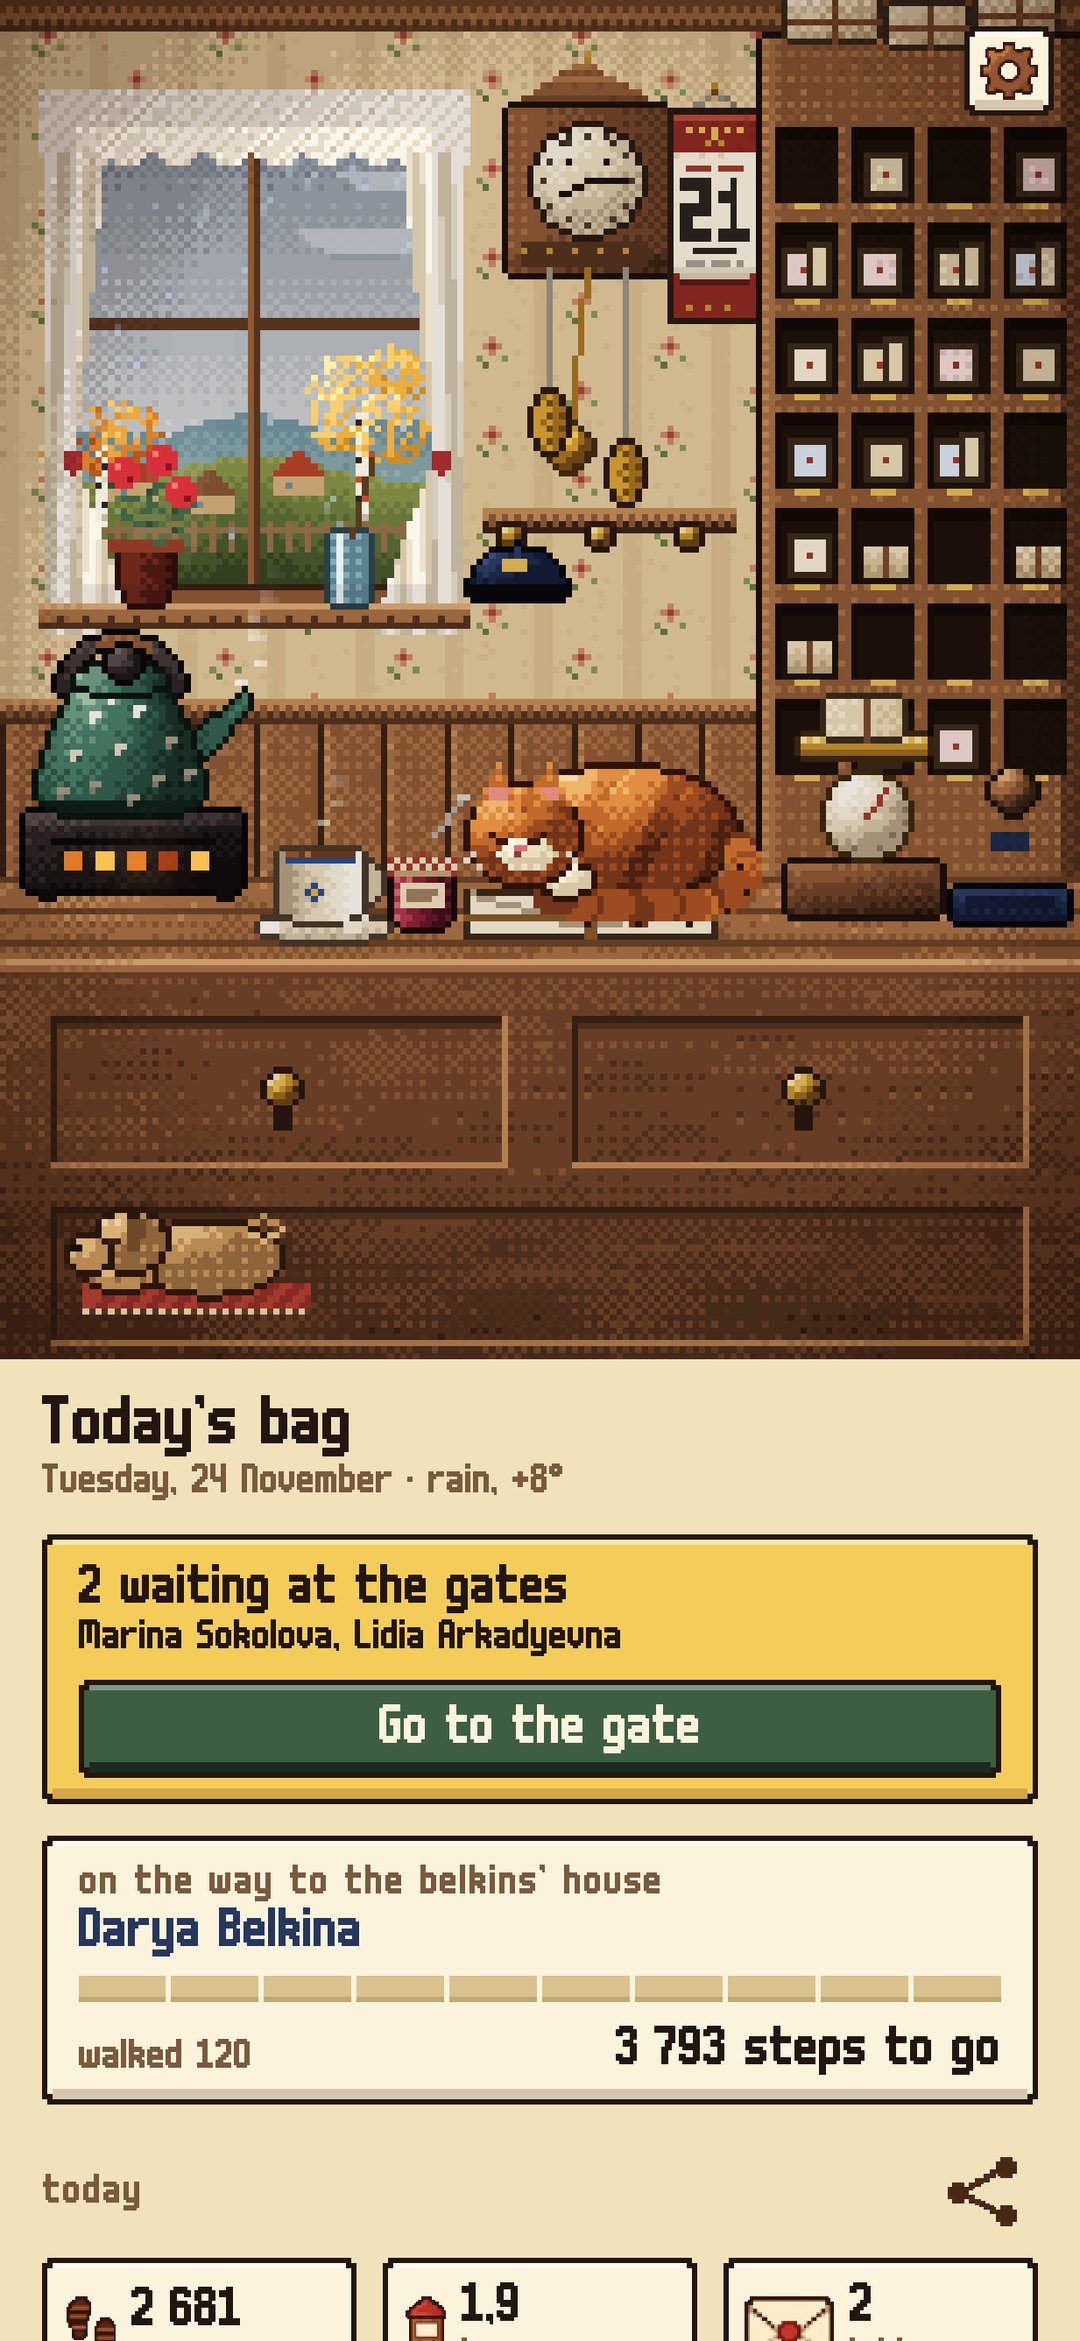 21
Today's bag
Tuesday, 24 November · rain, +8°
2 waiting at the gates
Marina Sokolova, Lidia Arkadyevna
Go to the gate
on the way to the belkins' house
Darya Belkina
walked 120
3 793 steps to go
today
2 681
1,9
2